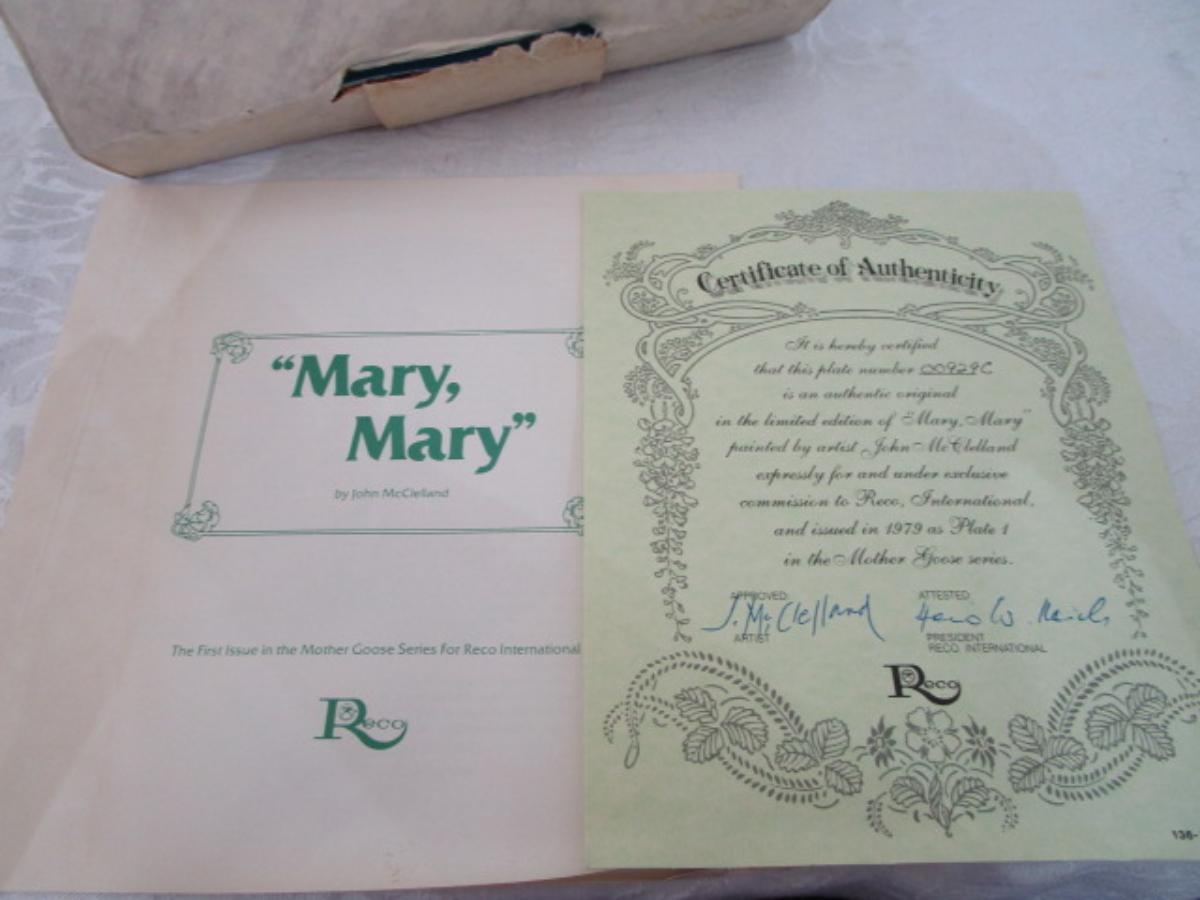 "Mary,
Mary"
by John McClelland
The First Issue in the Mother Goose Series For Reco International
Reco
Certificate of Authenticity
It is hereby certified
that this plate number 00929C
is an authentic original
in the limited edition of "Mary, Mary"
painted by artist John McClelland
expressly for and under exclusive
commission to Reco, International,
and issued in 1979 as Plate 1
in the Mother Goose series.
APPROVED: ATTESTED
J. McClelland
ARTIST PRESIDENT
RECO, INTERNATIONAL
Reco
136-